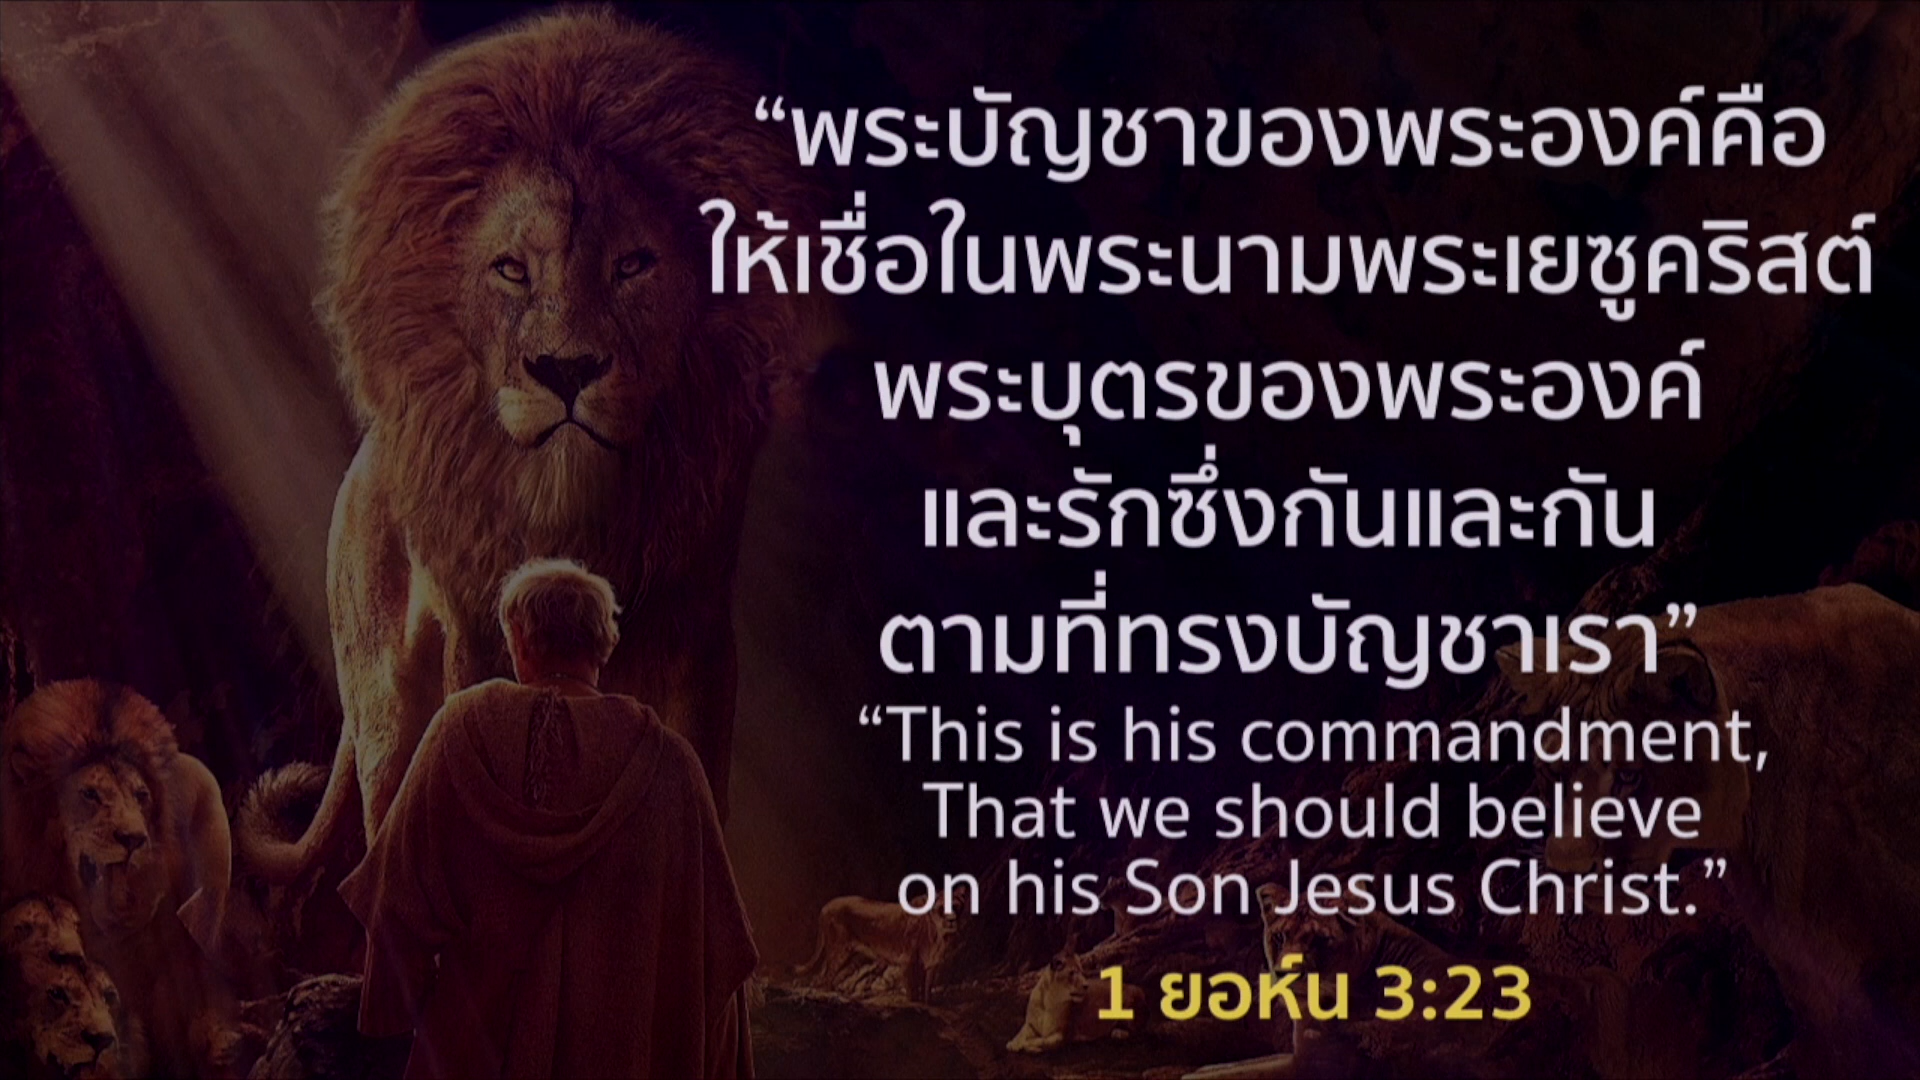 “พระบัญชาของพระองค์คือ
ให้เชื่อในพระนามพระเยซูคริสต์
พระบุตรของพระองค์
และรักซึ่งกันและกัน
ตามที่ทรงบัญชาเรา”
“This is his commandment,
That we should believe
on his Son Jesus Christ.”
1 ยอห์น 3:23